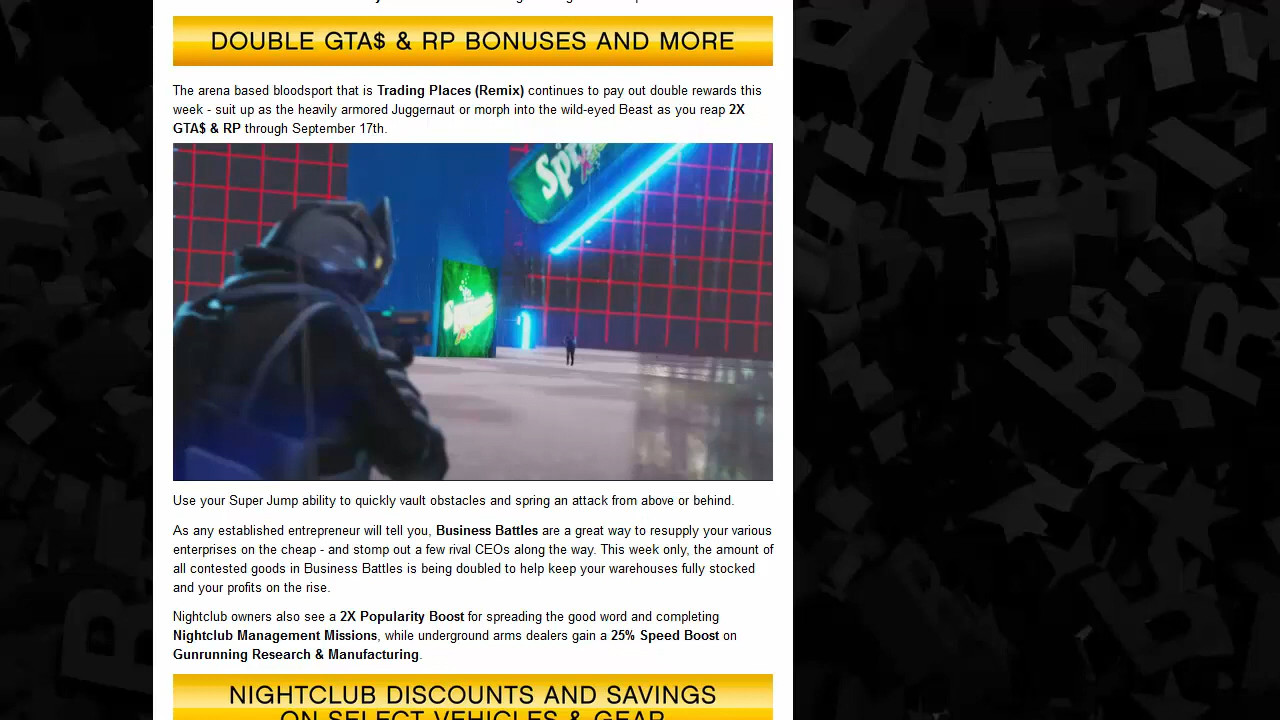 DOUBLE GTA$ & RP BONUSES AND MORE
The arena based bloodsport that is Trading Places (Remix) continues to pay out double rewards this
week - suit up as the heavily armored Juggernaut or morph into the wild-eyed Beast as you reap 2X
GTA$ & RP through September 17th.
Use your Super Jump ability to quickly vault obstacles and spring an attack from above or behind.
As any established entrepreneur will tell you, Business Battles are a great way to resupply your various
enterprises on the cheap - and stomp out a few rival CEOs along the way. This week only, the amount of
all contested goods in Business Battles is being doubled to help keep your warehouses fully stocked
and your profits on the rise.
Nightclub owners also see a 2X Popularity Boost for spreading the good word and completing
Nightclub Management Missions, while underground arms dealers gain a 25% Speed Boost on
Gunrunning Research & Manufacturing.
NIGHTCLUB DISCOUNTS AND SAVINGS
ON SELECT VEHICLES & GEAR